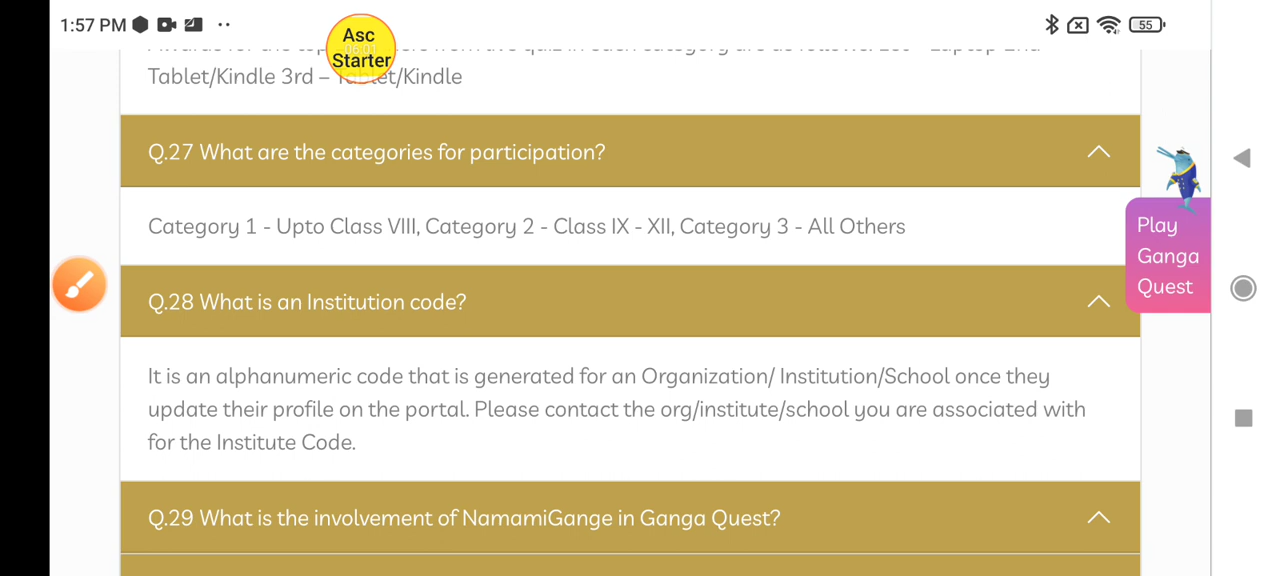 1:57 PM
55
Asc
06:01
Starter
Tablet/Kindle 3rd – Tablet/Kindle
Q.27 What are the categories for participation?
Category 1 - Upto Class VIII, Category 2 - Class IX - XII, Category 3 - All Others
Play
Ganga
Quest
Q.28 What is an Institution code?
It is an alphanumeric code that is generated for an Organization/ Institution/School once they
update their profile on the portal. Please contact the org/institute/school you are associated with
for the Institute Code.
Q.29 What is the involvement of NamamiGange in Ganga Quest?